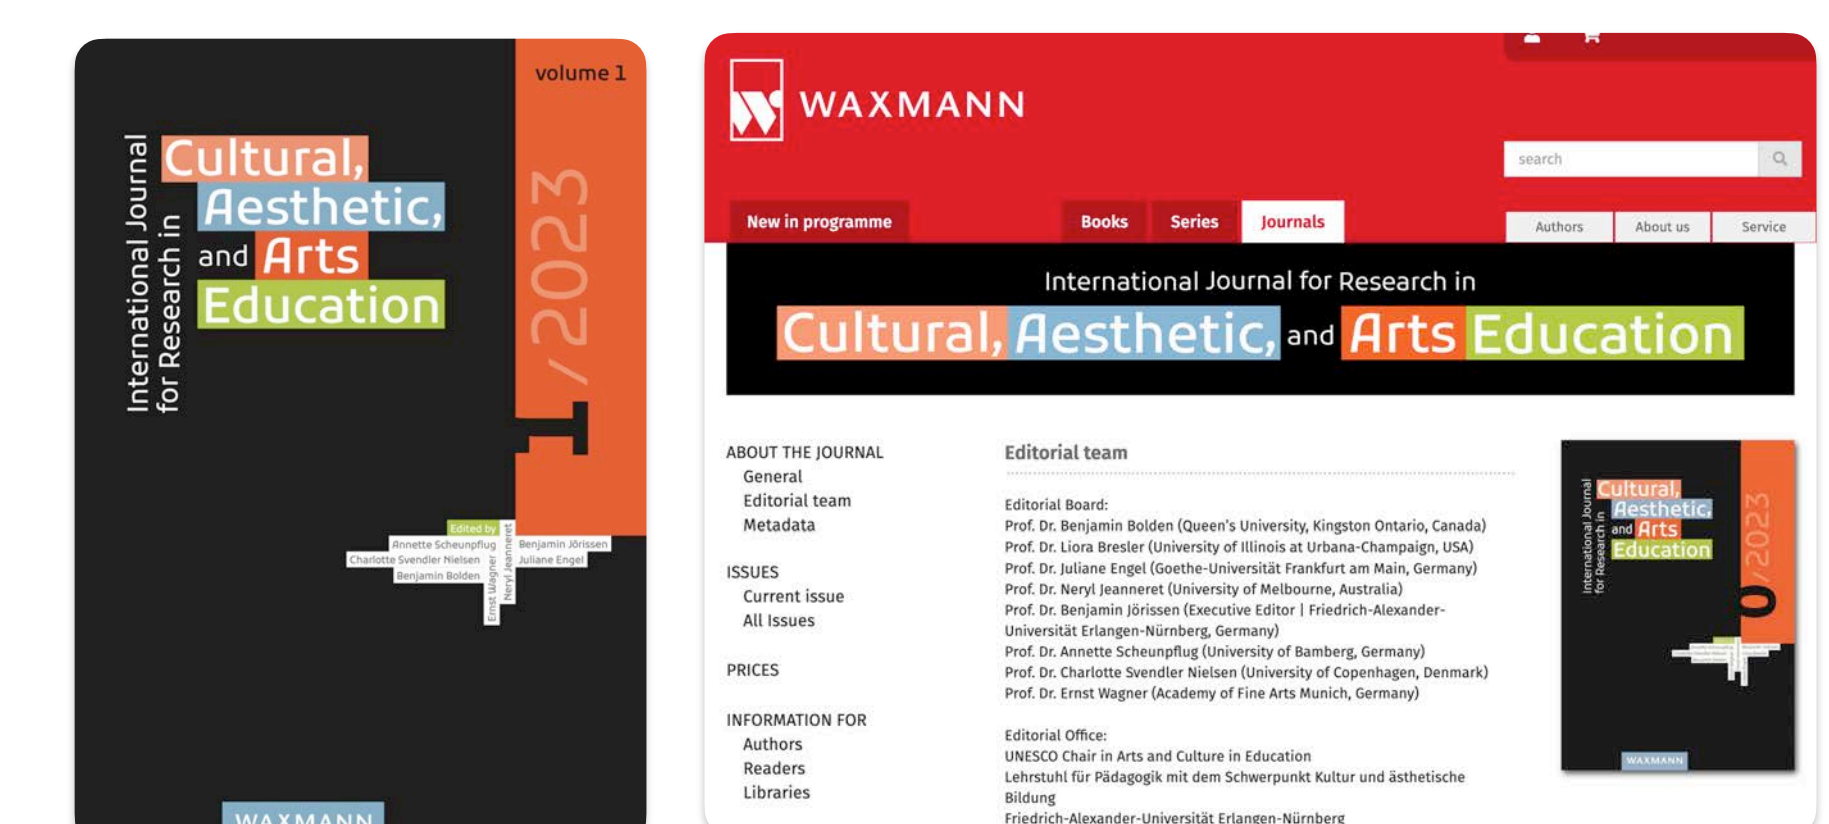 volume 1
International Journal
for Research in
Cultural,
Aesthetic,
and Arts
Education
1/2023
Edited by
Annette Scheunpflug
Charlotte Svendler Nielsen
Benjamin Bolden
Ernst Wagner
Neryl Jeanneret
Benjamin Jörissen
Juliane Engel
WAXMANN
WAXMANN
search
New in programme
Books
Series
Journals
Authors
About us
Service
International Journal for Research in
Cultural, Aesthetic, and Arts Education
ABOUT THE JOURNAL
General
Editorial team
Metadata
ISSUES
Current issue
All Issues
PRICES
INFORMATION FOR
Authors
Readers
Libraries
Editorial team
Editorial Board:
Prof. Dr. Benjamin Bolden (Queen's University, Kingston Ontario, Canada)
Prof. Dr. Liora Bresler (University of Illinois at Urbana-Champaign, USA)
Prof. Dr. Juliane Engel (Goethe-Universität Frankfurt am Main, Germany)
Prof. Dr. Neryl Jeanneret (University of Melbourne, Australia)
Prof. Dr. Benjamin Jörissen (Executive Editor | Friedrich-Alexander-
Universität Erlangen-Nürnberg, Germany)
Prof. Dr. Annette Scheunpflug (University of Bamberg, Germany)
Prof. Dr. Charlotte Svendler Nielsen (University of Copenhagen, Denmark)
Prof. Dr. Ernst Wagner (Academy of Fine Arts Munich, Germany)
Editorial Office:
UNESCO Chair in Arts and Culture in Education
Lehrstuhl für Pädagogik mit dem Schwerpunkt Kultur und ästhetische
Bildung
Friedrich-Alexander-Universität Erlangen-Nürnberg
International Journal
for Research in
Cultural,
Aesthetic,
and Arts
Education
0/2023
WAXMANN